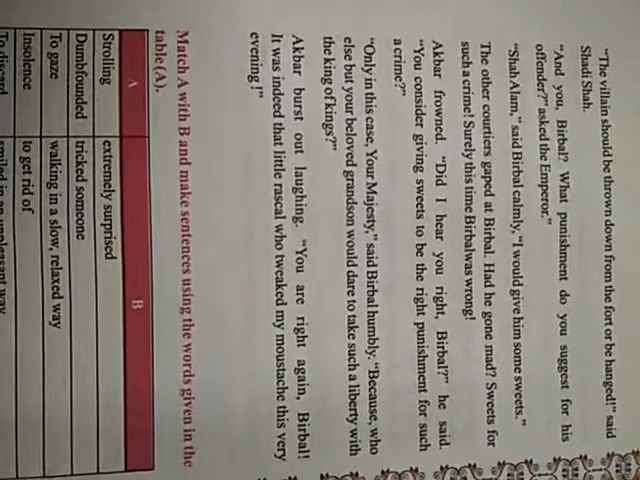 "The villain should be thrown down from the fort or be hanged!" said
Shadi Shah.
"And you, Birbal? What punishment do you suggest for his
offender?" asked the Emperor."
"Shah Alam," said Birbal calmly, "I would give him some sweets."
The other courtiers gaped at Birbal. Had he gone mad? Sweets for
such a crime! Surely this time Birbal was wrong!
Akbar frowned. "Did I hear you right, Birbal?" he said.
"You consider giving sweets to be the right punishment for such
a crime?"
"Only in this case, Your Majesty," said Birbal humbly. "Because, who
else but your beloved grandson would dare to take such a liberty with
the king of kings?"
Akbar burst out laughing. "You are right again, Birbal!
It was indeed that little rascal who tweaked my moustache this very
evening!"
Match A with B and make sentences using the words given in the
table (A).
A B
Strolling extremely surprised
Dumbfounded tricked someone
To gaze walking in a slow, relaxed way
Insolence to get rid of
To discard smiled in an unpleasant way